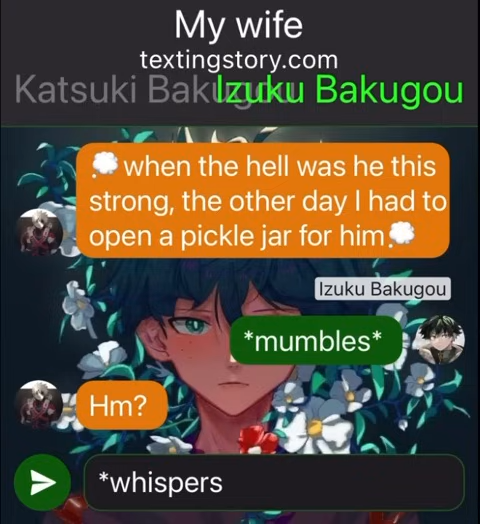 My wife
textingstory.com
Katsuki Bakugou Izuku Bakugou
💭 when the hell was he this
strong, the other day I had to
open a pickle jar for him.💭
Izuku Bakugou
*mumbles*
Hm?
*whispers